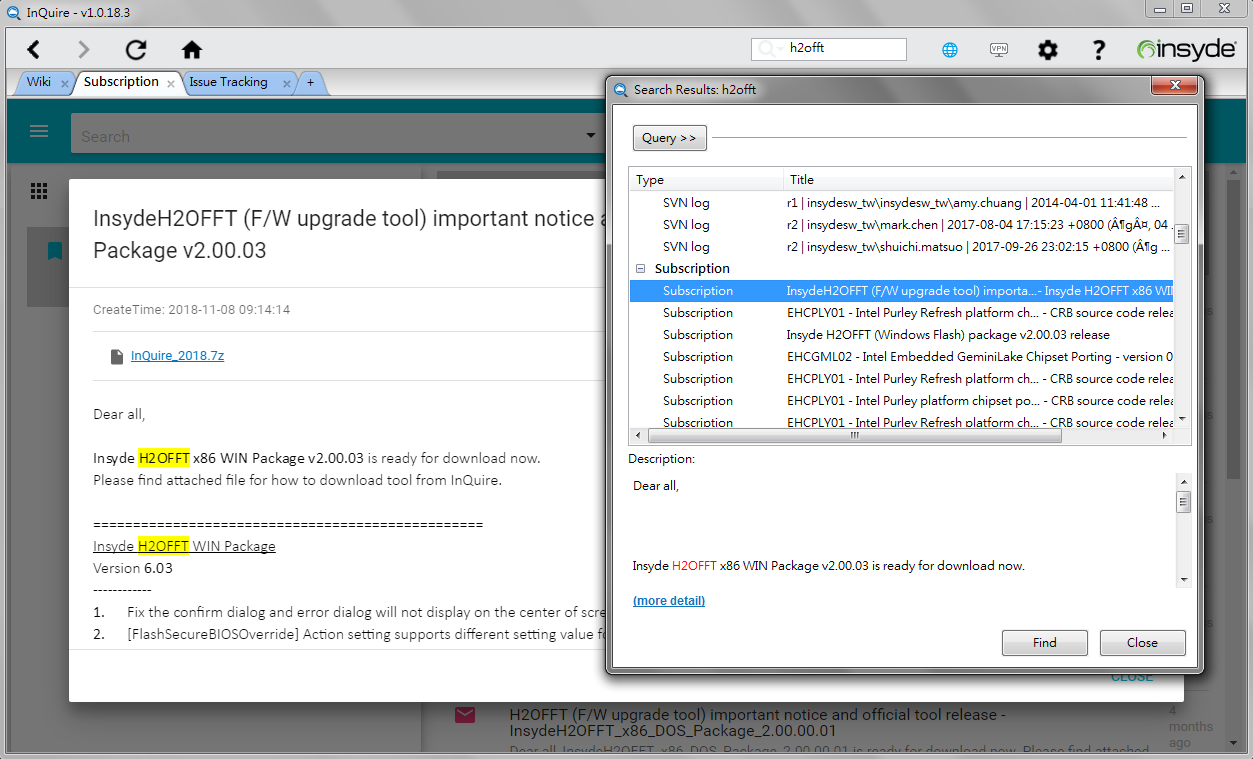 InQuire - v1.0.18.3
h2offt
VPN
?
insyde
Wiki
Subscription
Issue Tracking
+
Search
InsydeH2OFFT (F/W upgrade tool) important notice
Package v2.00.03
CreateTime: 2018-11-08 09:14:14
InQuire_2018.7z
Dear all,
Insyde H2OFFT x86 WIN Package v2.00.03 is ready for download now.
Please find attached file for how to download tool from InQuire.
================================================
Insyde H2OFFT WIN Package
Version 6.03
------------
1. Fix the confirm dialog and error dialog will not display on the center of scre
2. [FlashSecureBIOSOverride] Action setting supports different setting value fo
CLOSE
H2OFFT (F/W upgrade tool) important notice and official tool release -
InsydeH2OFFT_x86_DOS_Package_2.00.00.01
Dear all, InsydeH2OFFT_x86_DOS_Package_2.00.00.01 is ready for download now. Please find attached
4
months
ago
Search Results: h2offt
Query >>
Type Title
SVN log r1 | insydesw_tw\insydesw_tw\amy.chuang | 2014-04-01 11:41:48 ...
SVN log r2 | insydesw_tw\mark.chen | 2017-08-04 17:15:23 +0800 (Â¶gÂ¤, 04 .
SVN log r2 | insydesw_tw\shuichi.matsuo | 2017-09-26 23:02:15 +0800 (Â¶g ...
Subscription
Subscription InsydeH2OFFT (F/W upgrade tool) importa...- Insyde H2OFFT x86 WI
Subscription EHCPLY01 - Intel Purley Refresh platform ch... - CRB source code relea
Subscription Insyde H2OFFT (Windows Flash) package v2.00.03 release
Subscription EHCGML02 - Intel Embedded GeminiLake Chipset Porting - version 0
Subscription EHCPLY01 - Intel Purley Refresh platform ch... - CRB source code relea
Subscription EHCPLY01 - Intel Purley platform chipset po... - CRB source code relea
Subscription EHCPLY01 - Intel Purley Refresh platform ch... - CRB source code relea
Description:
Dear all,
Insyde H2OFFT x86 WIN Package v2.00.03 is ready for download now.
(more detail)
Find Close